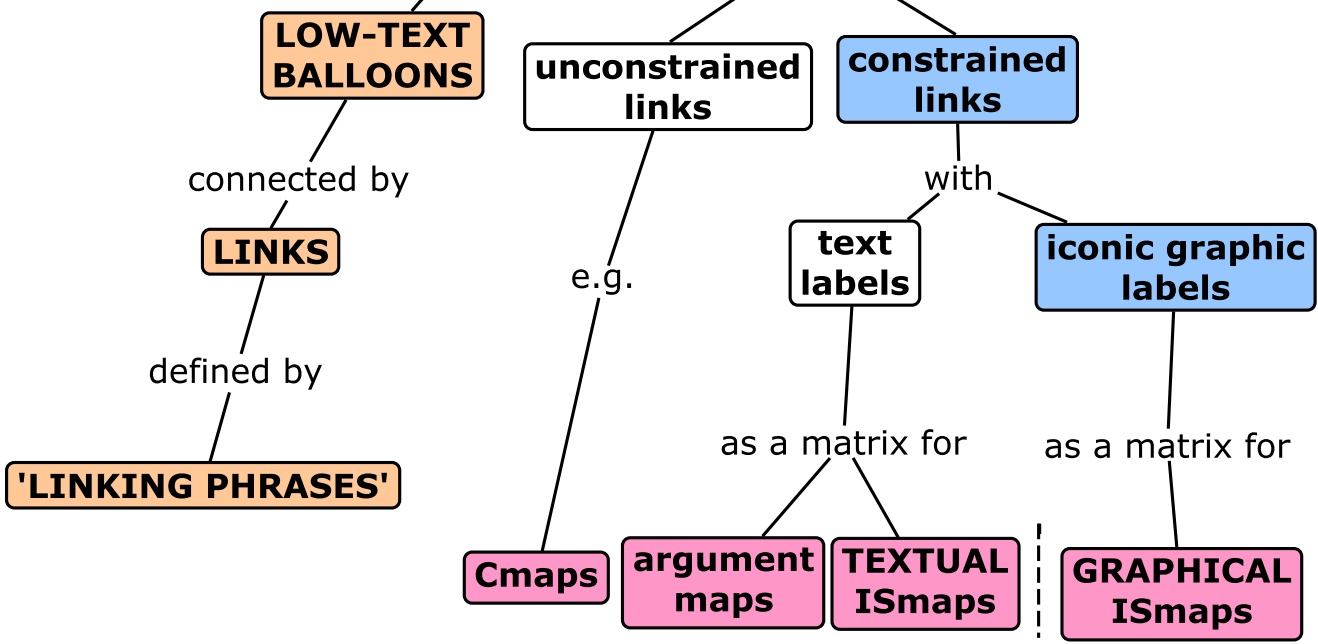 LOW-TEXT
BALLOONS
unconstrained
links
constrained
links
connected by
with
LINKS
text
labels
iconic graphic
labels
e.g.
defined by
as a matrix for
as a matrix for
'LINKING PHRASES'
Cmaps
argument
maps
TEXTUAL
ISmaps
GRAPHICAL
ISmaps